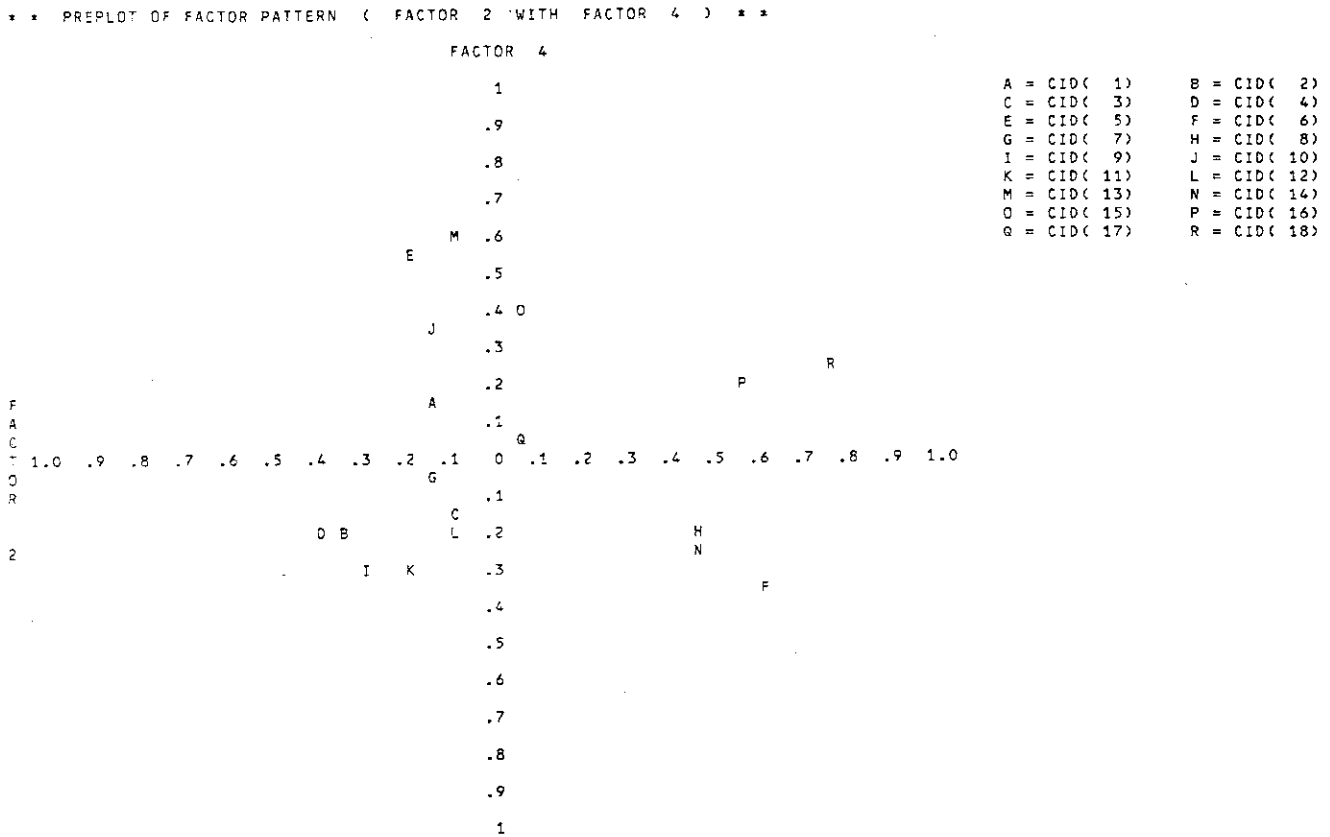 * * PREPLOT OF FACTOR PATTERN ( FACTOR 2 WITH FACTOR 4 ) * *
FACTOR 4
1
.9
.8
.7
M .6
E
.5
.4 O
J
.3
R
.2 P
A
.1
Q
1.0 .9 .8 .7 .6 .5 .4 .3 .2 .1 0 .1 .2 .3 .4 .5 .6 .7 .8 .9 1.0
G
.1
C
D B L .2 H
N
I K .3
F
.4
.5
.6
.7
.8
.9
1
FACTOR 2
A = CID( 1) B = CID( 2)
C = CID( 3) D = CID( 4)
E = CID( 5) F = CID( 6)
G = CID( 7) H = CID( 8)
I = CID( 9) J = CID( 10)
K = CID( 11) L = CID( 12)
M = CID( 13) N = CID( 14)
O = CID( 15) P = CID( 16)
Q = CID( 17) R = CID( 18)